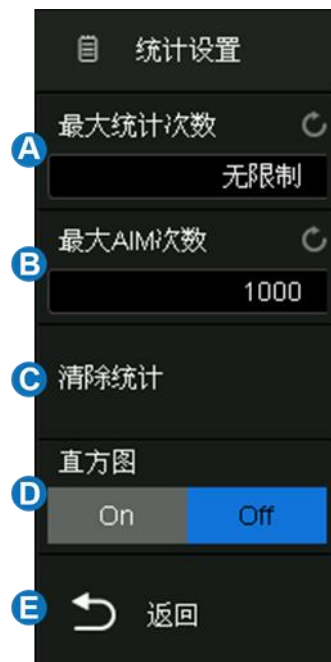 统计设置
A
最大统计次数
无限制
B
最大AIM次数
1000
C
清除统计
D
直方图
On Off
E
返回